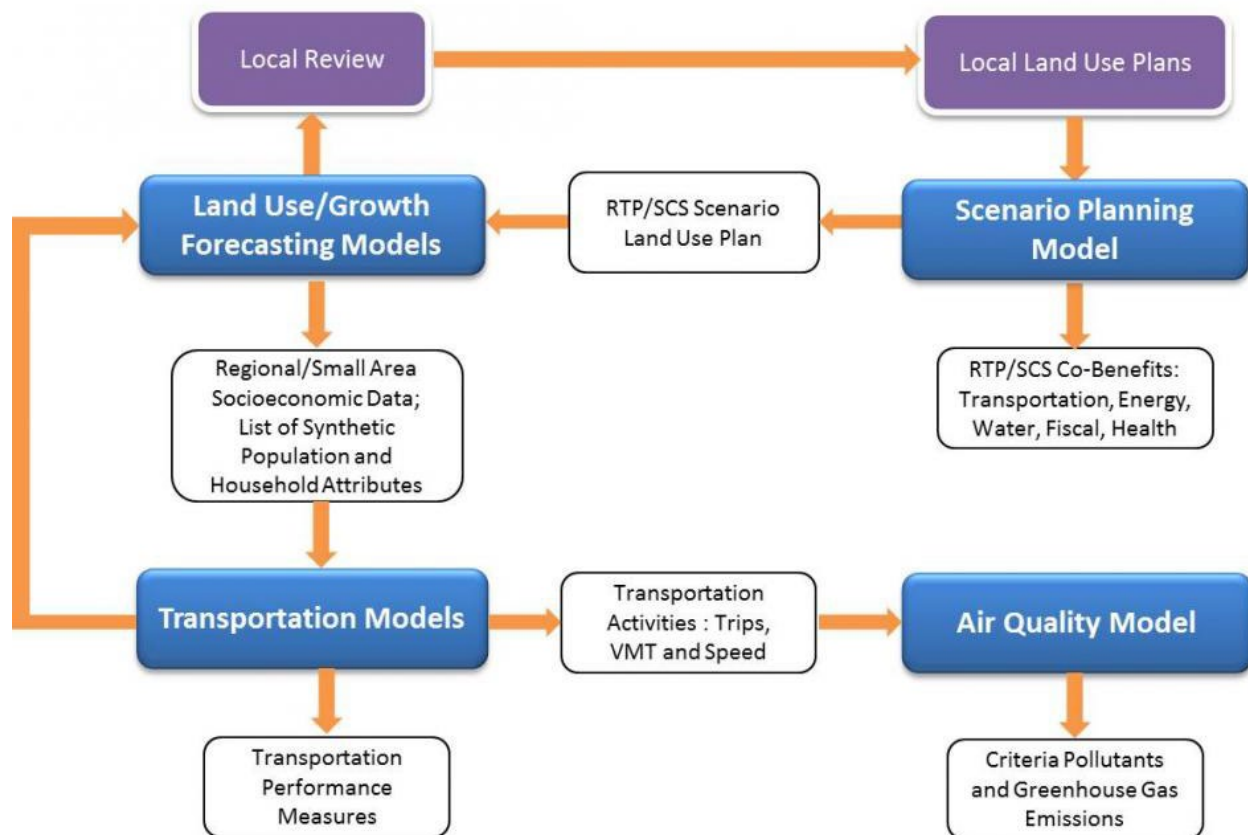 Local Review
Local Land Use Plans
Land Use/Growth
Forecasting Models
RTP/SCS Scenario
Land Use Plan
Scenario Planning
Model
Regional/Small Area
Socioeconomic Data;
List of Synthetic
Population and
Household Attributes
RTP/SCS Co-Benefits:
Transportation, Energy,
Water, Fiscal, Health
Transportation Models
Transportation
Activities : Trips,
VMT and Speed
Air Quality Model
Transportation
Performance
Measures
Criteria Pollutants
and Greenhouse Gas
Emissions